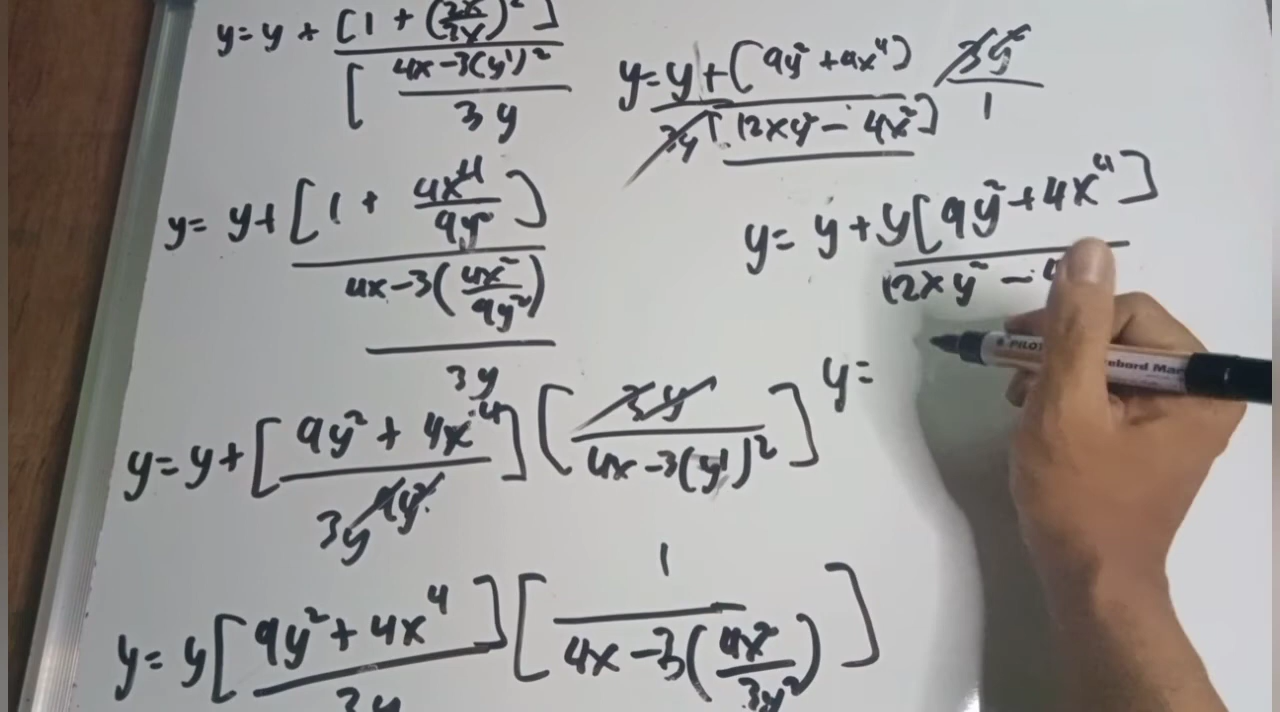 y = y + [1 + (2x/3x)²] / [4x-3(y')² / 3y]
y = y + [1 + 4x⁴/9y²] / 4x-3(4x²/9y²) / 3y
y = y + [9y² + 4x⁴ / 3y 9y²] [3y / 4x-3(y')²]
y = y [9y² + 4x⁴ / 3y] [1 / 4x-3(4x²/3y²)]
y = y + [9y² + 4x⁴] / 3y [12xy² - 4x²] 3y / 1
y = y + y[9y² + 4x⁴] / 12xy² -
y =
PILOT